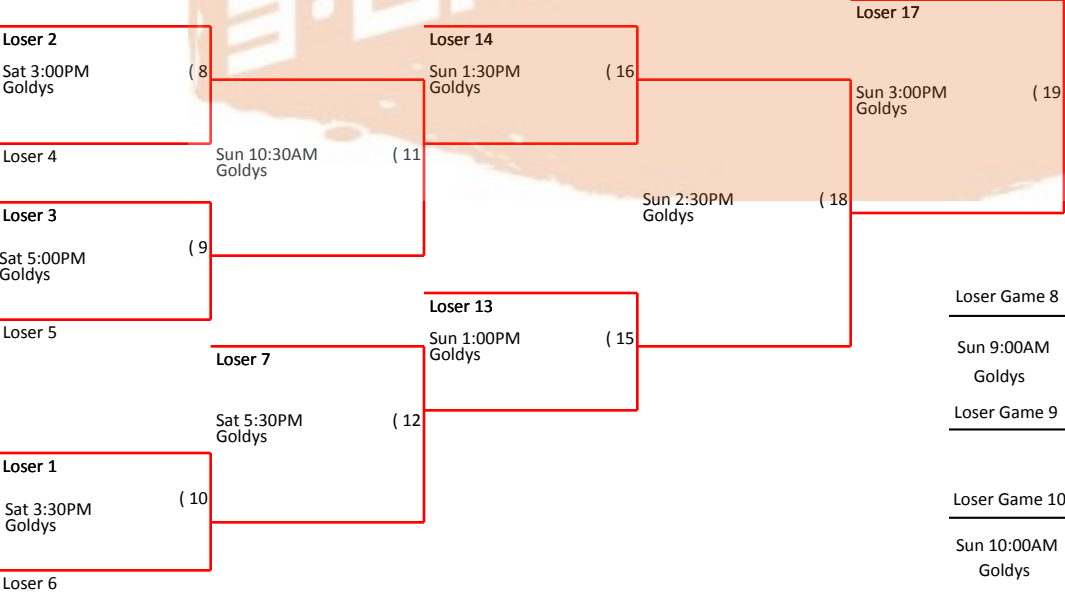 Loser 2
Sat 3:00PM
Goldys
( 8
Loser 4
Loser 3
Sat 5:00PM
Goldys
( 9
Loser 5
Loser 1
Sat 3:30PM
Goldys
( 10
Loser 6
Sun 10:30AM
Goldys
( 11
Loser 7
Sat 5:30PM
Goldys
( 12
Loser 14
Sun 1:30PM
Goldys
( 16
Loser 13
Sun 1:00PM
Goldys
( 15
Sun 2:30PM
Goldys
( 18
Loser 17
Sun 3:00PM
Goldys
( 19
Loser Game 8
Sun 9:00AM
Goldys
Loser Game 9
Loser Game 10
Sun 10:00AM
Goldys